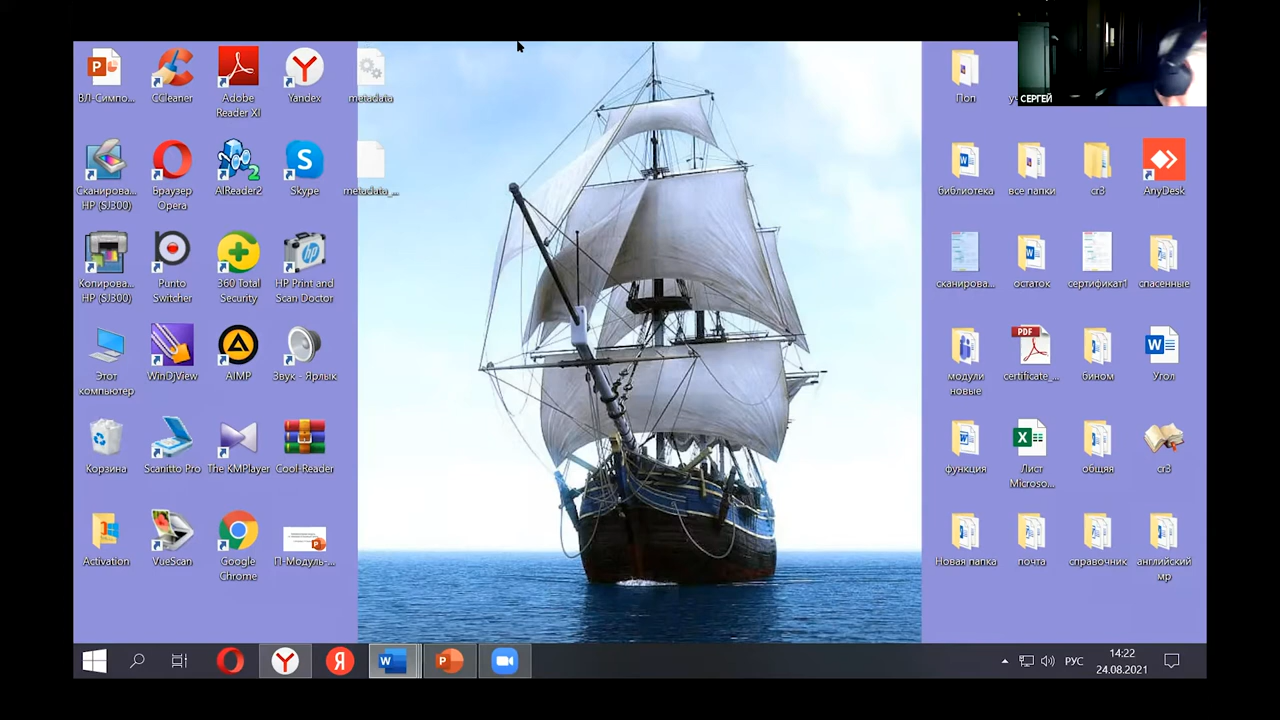 ВЛ-Симпо...
CCleaner
Adobe
Reader XI
Yandex
metadata
Поп
СЕРГЕЙ
Сканирова...
HP (SJ300)
Браузер
Opera
AlReader2
Skype
metadata_...
библиотека
все папки
cr3
AnyDesk
Копирова...
HP (SJ300)
Punto
Switcher
360 Total
Security
HP Print and
Scan Doctor
сканирова...
остаток
сертификат1
спасенные
Этот
компьютер
WinDjView
AIMP
Звук - Ярлык
модули
новые
PDF
certificate_...
бином
Угол
Корзина
Scanitto Pro
The KMPlayer
Cool-Reader
функция
Лист
Microso...
общяя
cr3
Activation
VueScan
Google
Chrome
П-Модуль-...
Новая папка
почта
справочник
английский
мр
РУС
14:22
24.08.2021